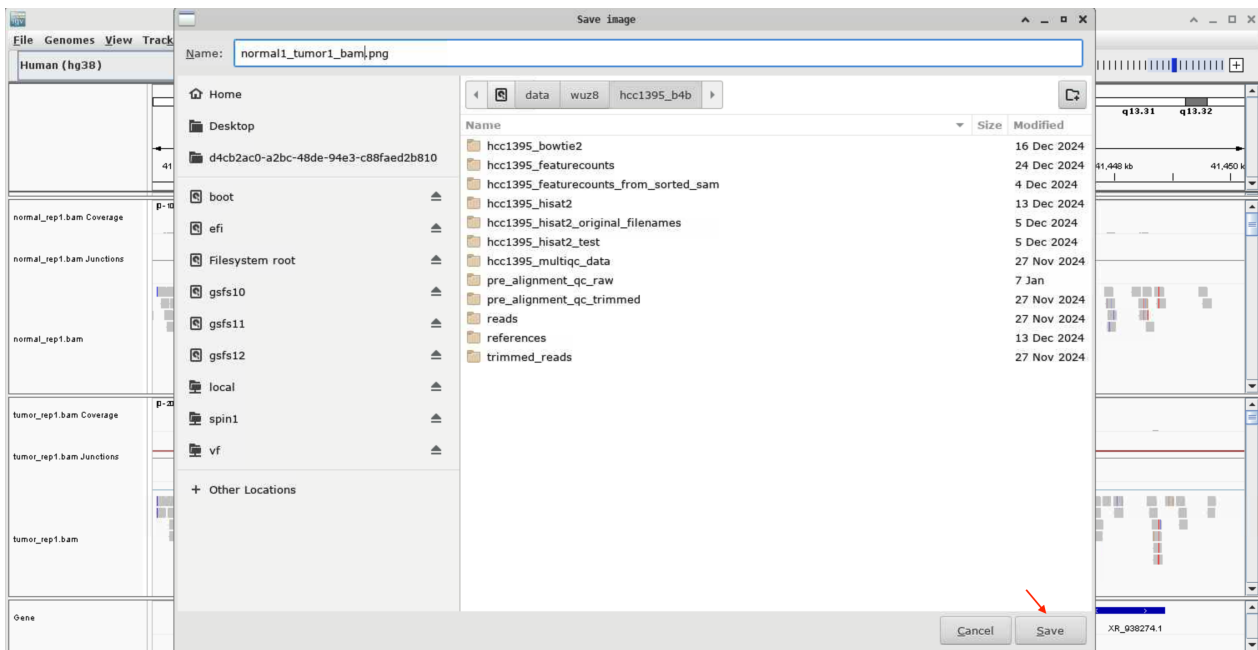 Save image
File Genomes View Track
Name: normal1_tumor1_bam.png
Human (hg38)
Home
Desktop
d4cb2ac0-a2bc-48de-94e3-c88faed2b810
boot
efi
Filesystem root
gsfs10
gsfs11
gsfs12
local
spin1
vf
+ Other Locations
data wuz8 hcc1395_b4b
Name Size Modified
hcc1395_bowtie2 16 Dec 2024
hcc1395_featurecounts 24 Dec 2024
hcc1395_featurecounts_from_sorted_sam 4 Dec 2024
hcc1395_hisat2 13 Dec 2024
hcc1395_hisat2_original_filenames 5 Dec 2024
hcc1395_hisat2_test 5 Dec 2024
hcc1395_multiqc_data 27 Nov 2024
pre_alignment_qc_raw 7 Jan
pre_alignment_qc_trimmed 27 Nov 2024
reads 27 Nov 2024
references 13 Dec 2024
trimmed_reads 27 Nov 2024
Cancel Save
q13.31 q13.32
41
41,448 kb 41,450 k
normal_rep1.bam Coverage
normal_rep1.bam Junctions
normal_rep1.bam
tumor_rep1.bam Coverage
tumor_rep1.bam Junctions
tumor_rep1.bam
Gene
XR_938274.1